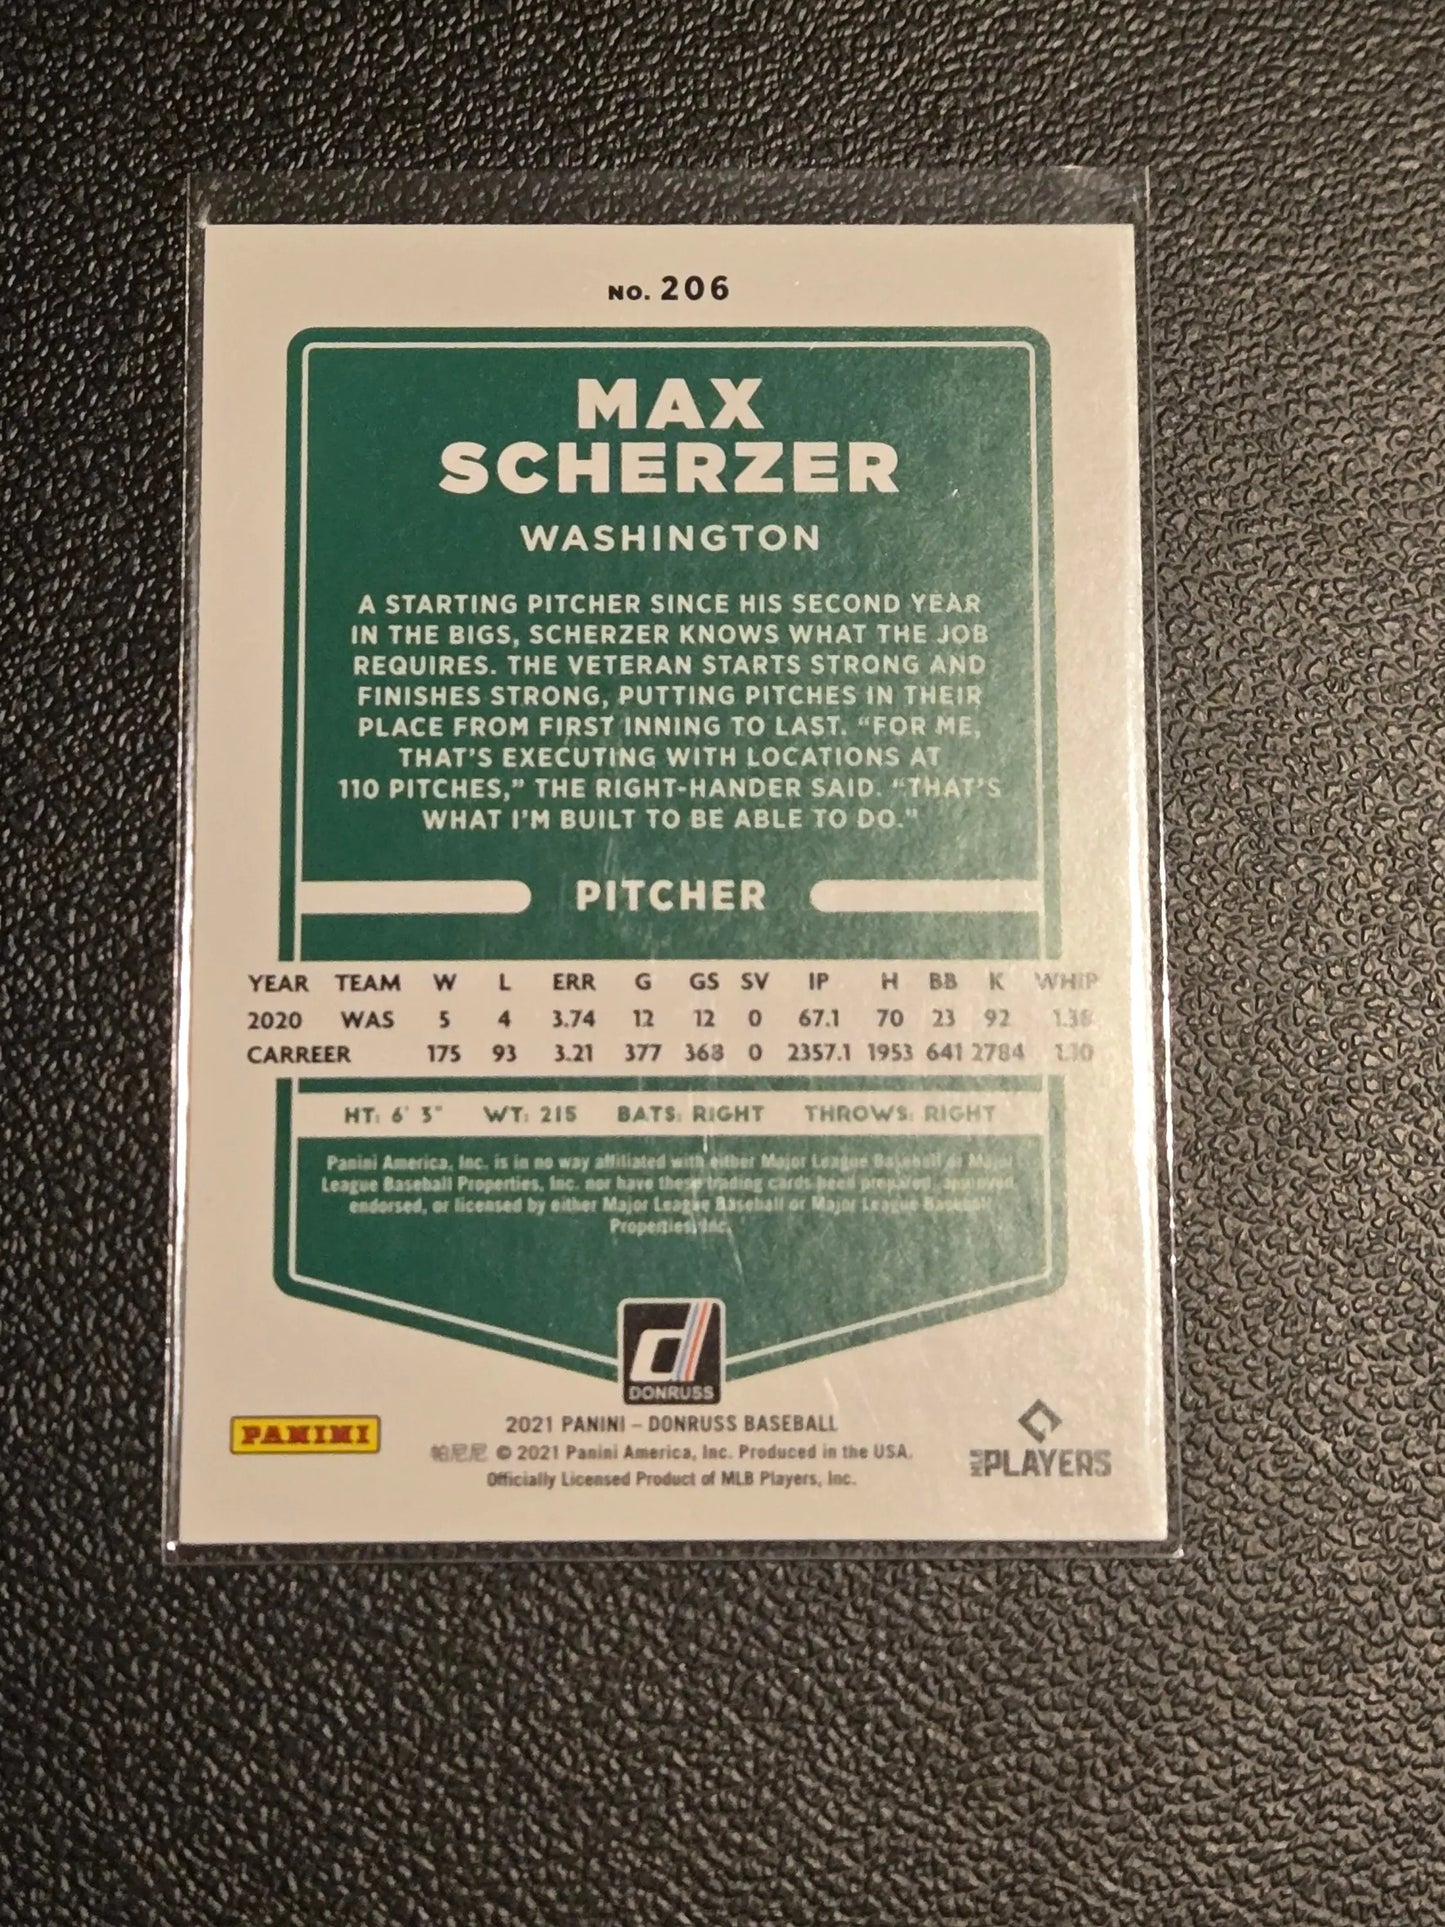 NO. 206
MAX
SCHERZER
WASHINGTON
A STARTING PITCHER SINCE HIS SECOND YEAR
IN THE BIGS, SCHERZER KNOWS WHAT THE JOB
REQUIRES. THE VETERAN STARTS STRONG AND
FINISHES STRONG, PUTTING PITCHES IN THEIR
PLACE FROM FIRST INNING TO LAST. “FOR ME,
THAT’S EXECUTING WITH LOCATIONS AT
110 PITCHES,” THE RIGHT-HANDER SAID. “THAT’S
WHAT I’M BUILT TO BE ABLE TO DO.”
PITCHER
YEAR TEAM W L ERR G GS SV IP H BB K WHIP
2020 WAS 5 4 3.74 12 12 0 67.1 70 23 92 1.38
CARREER 175 93 3.21 377 368 0 2357.1 1953 641 2784 1.10
HT: 6' 3" WT: 215 BATS: RIGHT THROWS: RIGHT
Panini America, Inc. is in no way affiliated with either Major League Baseball or Major
League Baseball Properties, Inc. nor have these trading cards been prepared, approved,
endorsed, or licensed by either Major League Baseball or Major League Baseball
Properties, Inc.
d
DONRUSS
PANINI
2021 PANINI – DONRUSS BASEBALL
帕尼尼 © 2021 Panini America, Inc. Produced in the USA.
Officially Licensed Product of MLB Players, Inc.
MLB PLAYERS